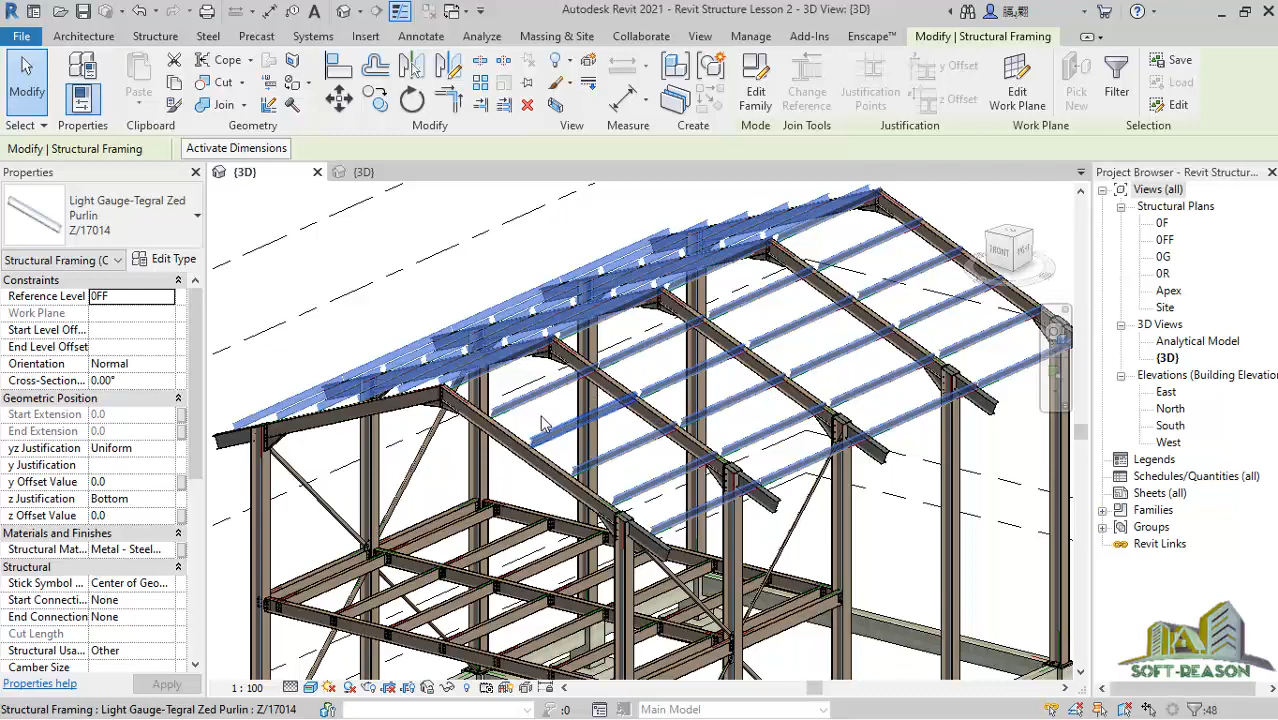 Autodesk Revit 2021 - Revit Structure Lesson 2 - 3D View: {3D}
File Architecture Structure Steel Precast Systems Insert Annotate Analyze Massing & Site Collaborate View Manage Add-Ins Enscape™ Modify | Structural Framing
Modify
Paste
Cope
Cut
Join
Edit Family
Change Reference
Justification Points
y Offset
z Offset
Edit Work Plane
Pick New
Filter
Save
Load
Edit
Select Properties Clipboard Geometry Modify View Measure Create Mode Join Tools Justification Work Plane Selection
Modify | Structural Framing Activate Dimensions
Properties
{3D}
{3D}
Project Browser - Revit Structur...
Light Gauge-Tegral Zed
Purlin
Z/17014
Structural Framing (C
Edit Type
Constraints
Reference Level 0FF
Work Plane
Start Level Off...
End Level Offset
Orientation Normal
Cross-Section... 0.00°
Geometric Position
Start Extension 0.0
End Extension 0.0
yz Justification Uniform
y Justification
y Offset Value 0.0
z Justification Bottom
z Offset Value 0.0
Materials and Finishes
Structural Mat... Metal - Steel...
Structural
Stick Symbol ... Center of Geo...
Start Connecti... None
End Connection None
Cut Length
Structural Usa... Other
Camber Size
Properties help
Apply
FRONT
Views (all)
Structural Plans
0F
0FF
0G
0R
Apex
Site
3D Views
Analytical Model
{3D}
Elevations (Building Elevation
East
North
South
West
Legends
Schedules/Quantities (all)
Sheets (all)
Families
Groups
Revit Links
SOFT-REASON
1 : 100
Structural Framing : Light Gauge-Tegral Zed Purlin : Z/17014
:0
Main Model
:48